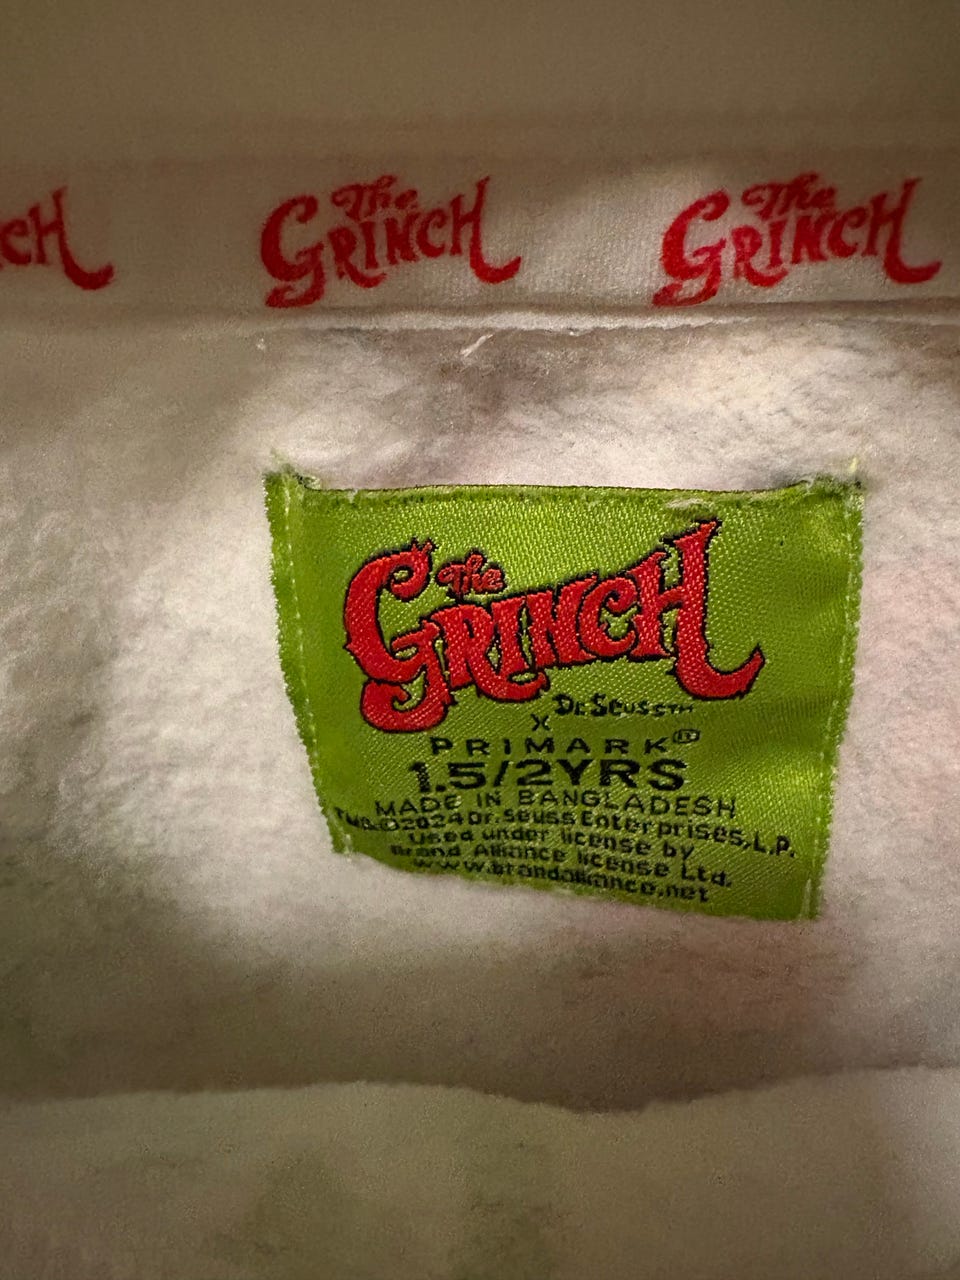 CH
The
GRINCH
The
GRINCH
The
GRINCH
Dr. Seuss™
X
PRIMARK®
1.5/2YRS
MADE IN BANGLADESH
TM&©2024 Dr. Seuss Enterprises, L.P.
Used under license by
Brand Alliance license Ltd.
www.brandalliance.net